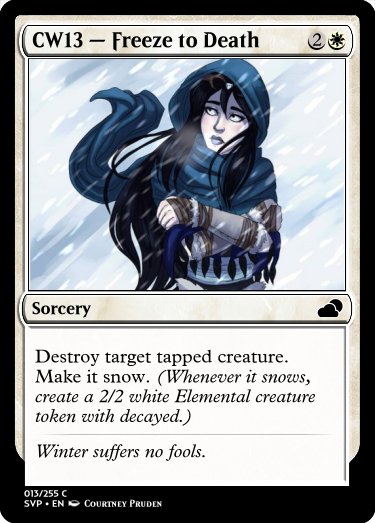 CW13 — Freeze to Death 2
Sorcery
Destroy target tapped creature.
Make it snow. (Whenever it snows,
create a 2/2 white Elemental creature
token with decayed.)
Winter suffers no fools.
013/255 C
SVP • EN Courtney Pruden